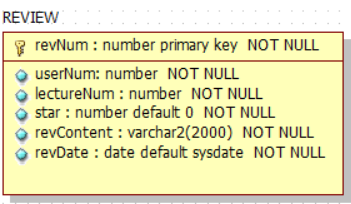 REVIEW
revNum : number primary key  NOT NULL
userNum: number  NOT NULL
lectureNum : number  NOT NULL
star : number default 0  NOT NULL
revContent : varchar2(2000)  NOT NULL
revDate : date default sysdate  NOT NULL